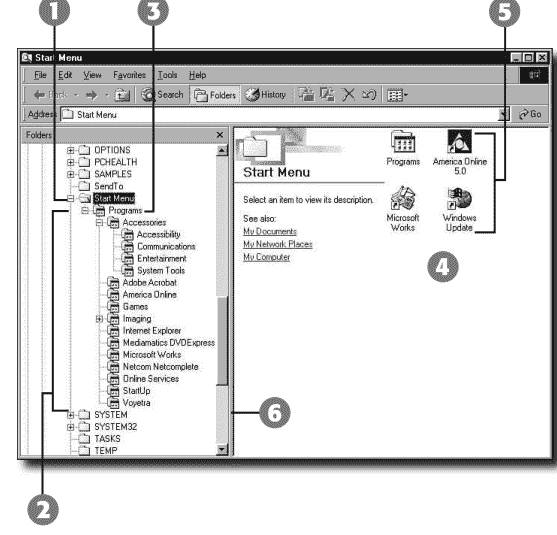 1
3
5
Start Menu
File Edit View Favorites Tools Help
Back Search Folders History
Address Start Menu Go
Folders
OPTIONS
PCHEALTH
SAMPLES
SendTo
Start Menu
Programs
Accessories
Accessibility
Communications
Entertainment
System Tools
Adobe Acrobat
America Online
Games
Imaging
Internet Explorer
Mediamatics DVDExpress
Microsoft Works
Netcom Netcomplete
Online Services
StartUp
Voyetra
SYSTEM
SYSTEM32
TASKS
TEMP
Start Menu
Select an item to view its description.
See also:
My Documents
My Network Places
My Computer
Programs
America Online
5.0
Microsoft
Works
Windows
Update
4
6
2